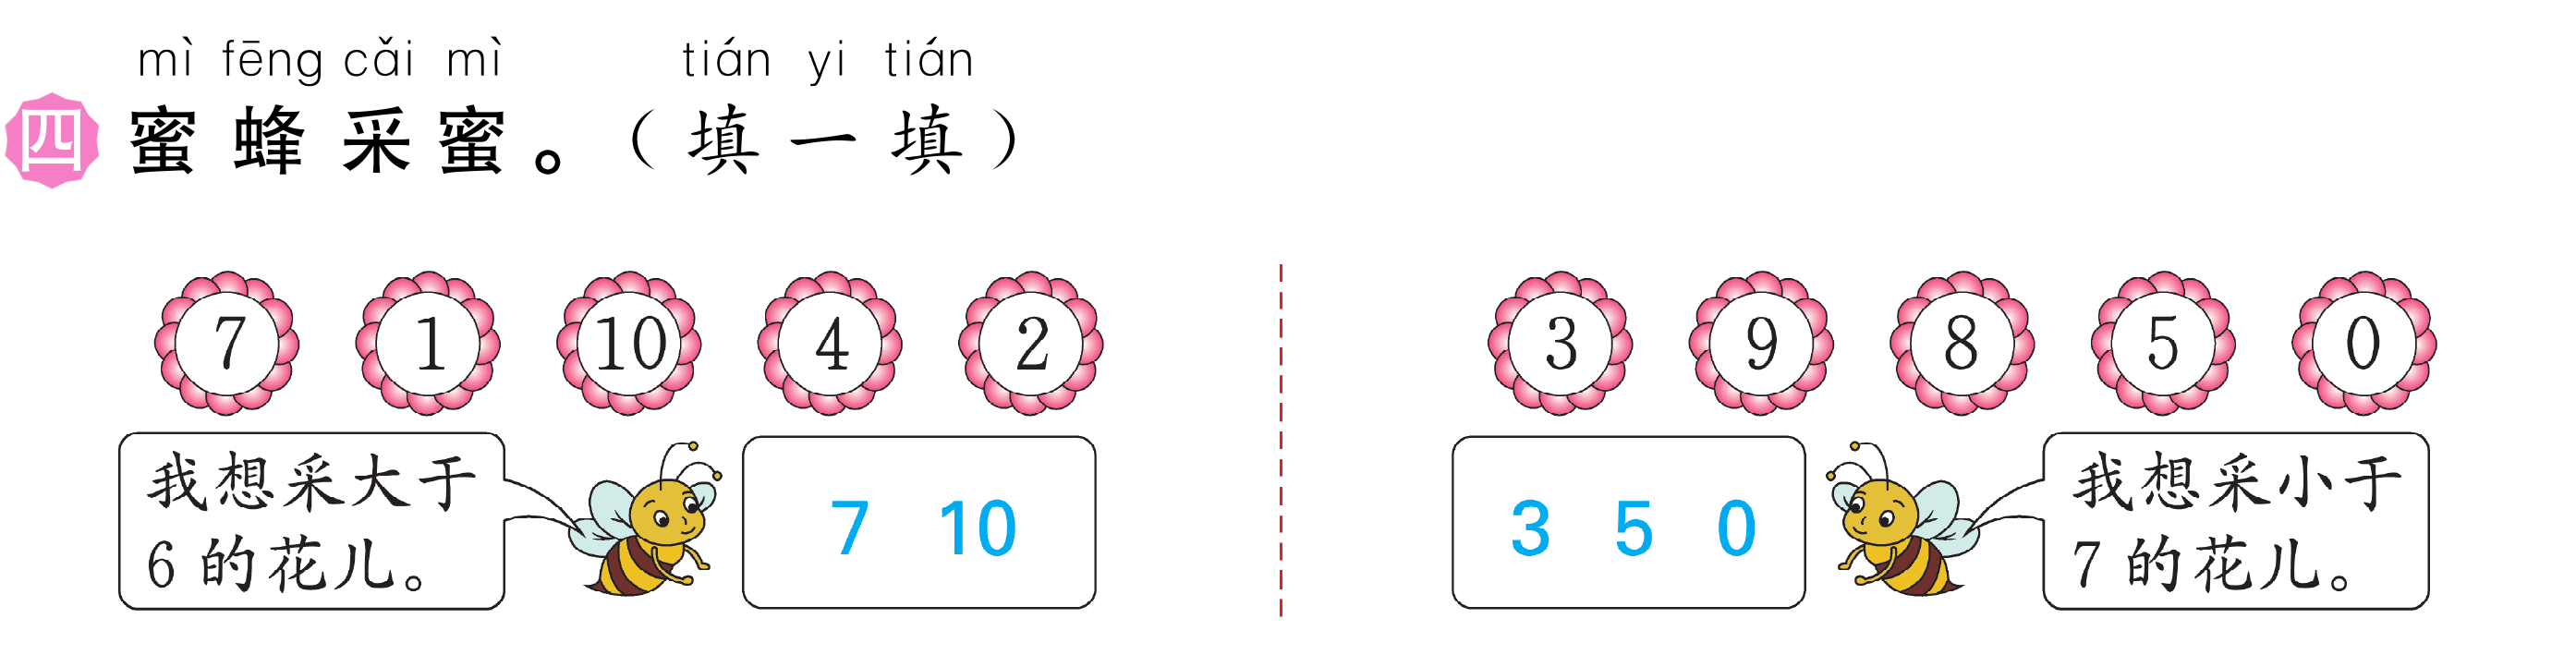 mì fēng cǎi mì tián yi tián
四 蜜蜂采蜜。（填一填）
7 1 10 4 2
我想采大于
6的花儿。
7 10
3 9 8 5 0
3 5 0
我想采小于
7的花儿。